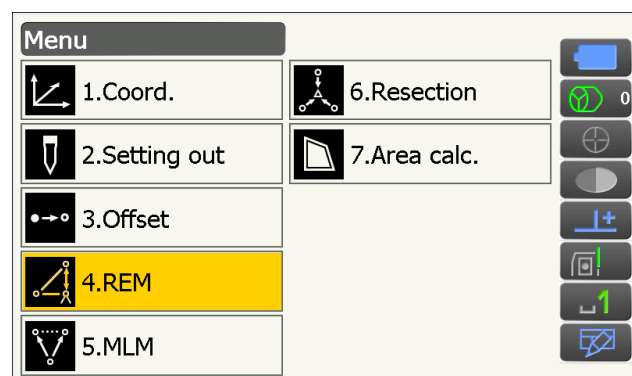 Menu
1.Coord.
2.Setting out
3.Offset
4.REM
5.MLM
6.Resection
7.Area calc.
0
1